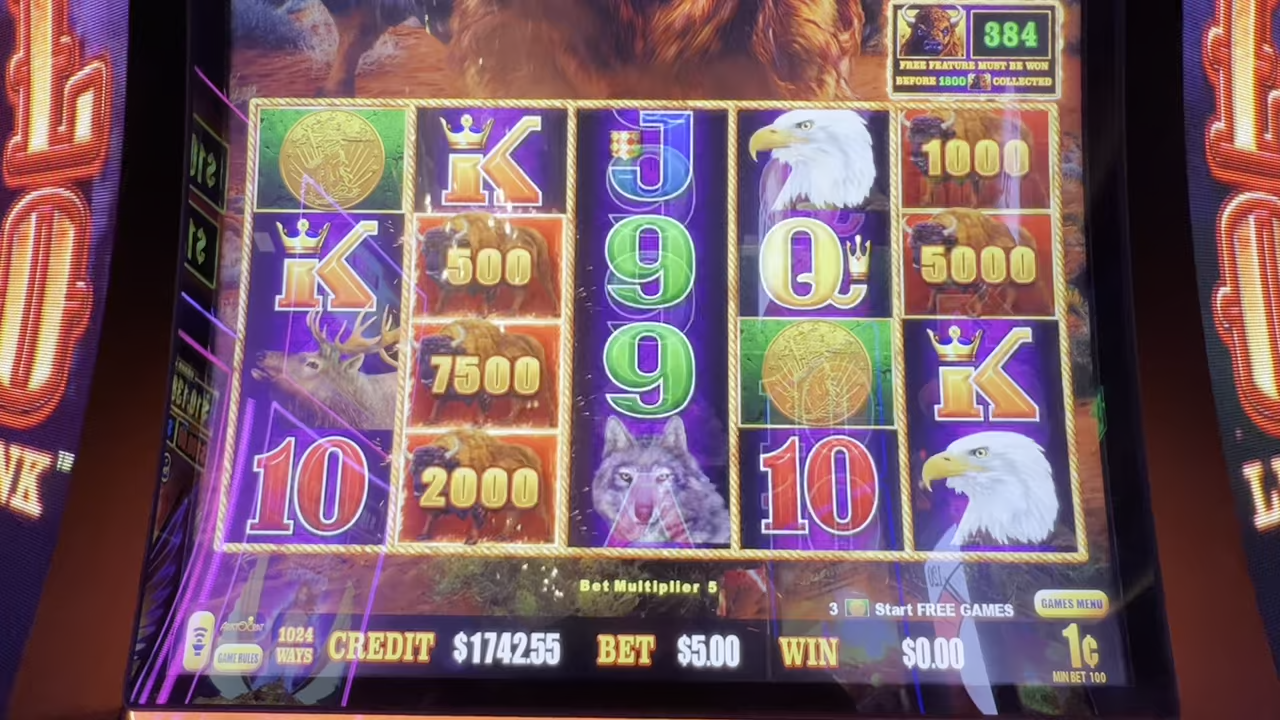 384
FREE FEATURE MUST BE WON
BEFORE 1800 COLLECTED
K J 1000
K 500 9 Q 5000
7500 9 K
10 2000 10
Bet Multiplier 5
3 Start FREE GAMES
GAMES MENU
GAME RULES
1024 WAYS
CREDIT $1742.55 BET $5.00 WIN $0.00
1¢
MIN BET 100
L
O
NK™
L
O